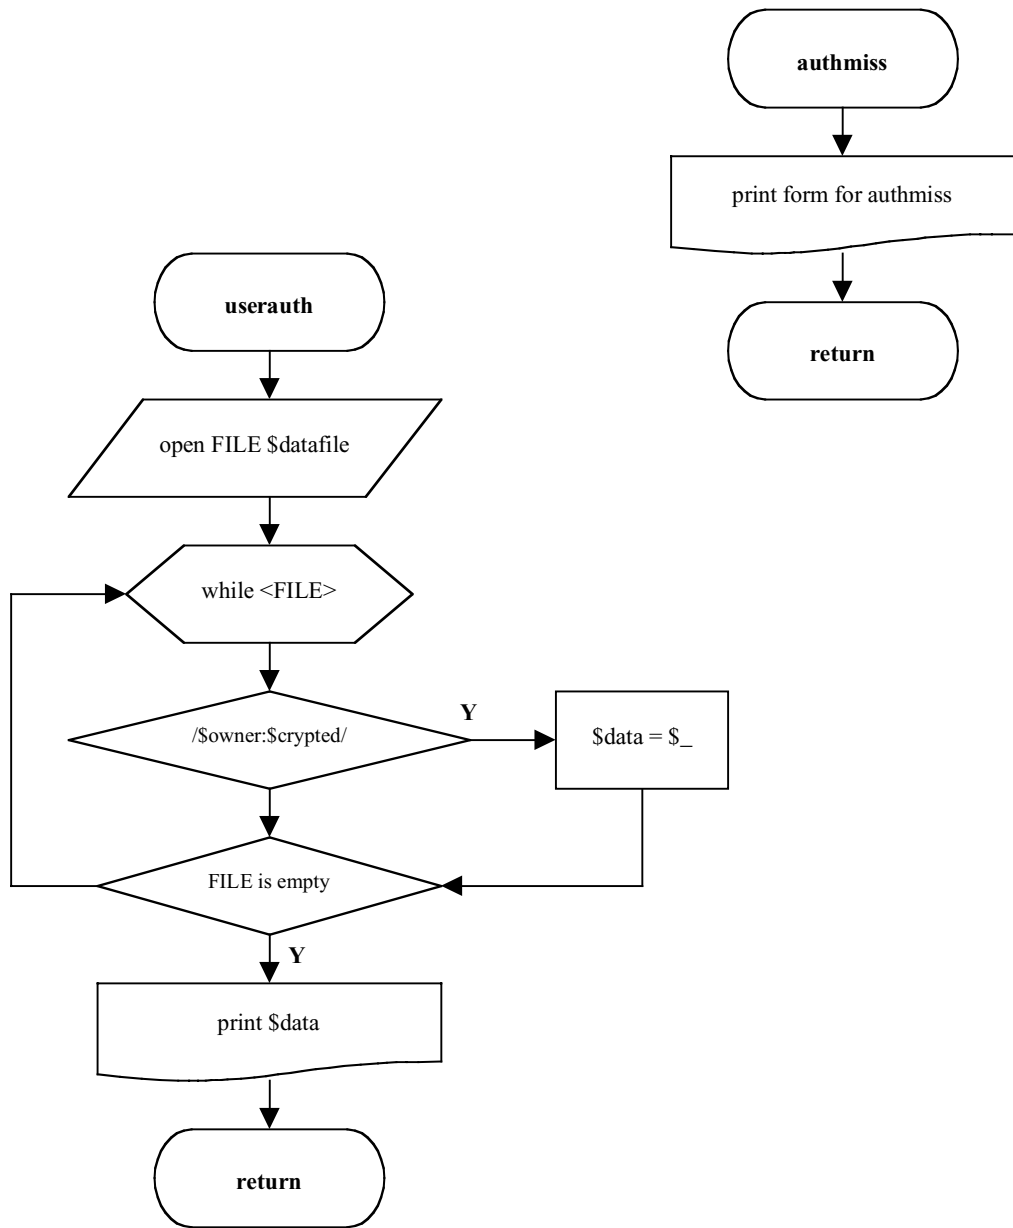 authmiss
print form for authmiss
return
userauth
open FILE $datafile
while <FILE>
/$owner:$crypted/
Y
$data = $_
FILE is empty
Y
print $data
return